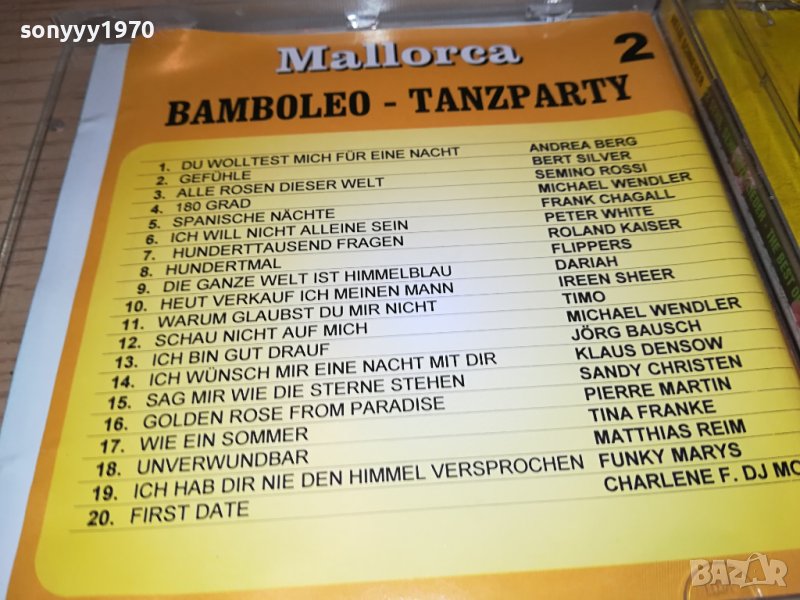 sonyyy1970
Mallorca 2
BAMBOLEO - TANZPARTY
1. DU WOLLTEST MICH FÜR EINE NACHT ANDREA BERG
2. GEFÜHLE BERT SILVER
3. ALLE ROSEN DIESER WELT SEMINO ROSSI
4. 180 GRAD MICHAEL WENDLER
5. SPANISCHE NÄCHTE FRANK CHAGALL
6. ICH WILL NICHT ALLEINE SEIN PETER WHITE
7. HUNDERTTAUSEND FRAGEN ROLAND KAISER
8. HUNDERTMAL FLIPPERS
9. DIE GANZE WELT IST HIMMELBLAU DARIAH
10. HEUT VERKAUF ICH MEINEN MANN IREEN SHEER
11. WARUM GLAUBST DU MIR NICHT TIMO
12. SCHAU NICHT AUF MICH MICHAEL WENDLER
13. ICH BIN GUT DRAUF JÖRG BAUSCH
14. ICH WÜNSCH MIR EINE NACHT MIT DIR KLAUS DENSOW
15. SAG MIR WIE DIE STERNE STEHEN SANDY CHRISTEN
16. GOLDEN ROSE FROM PARADISE PIERRE MARTIN
17. WIE EIN SOMMER TINA FRANKE
18. UNVERWUNDBAR MATTHIAS REIM
19. ICH HAB DIR NIE DEN HIMMEL VERSPROCHEN FUNKY MARYS
20. FIRST DATE CHARLENE F. DJ MO
THE BEST
BAZAR